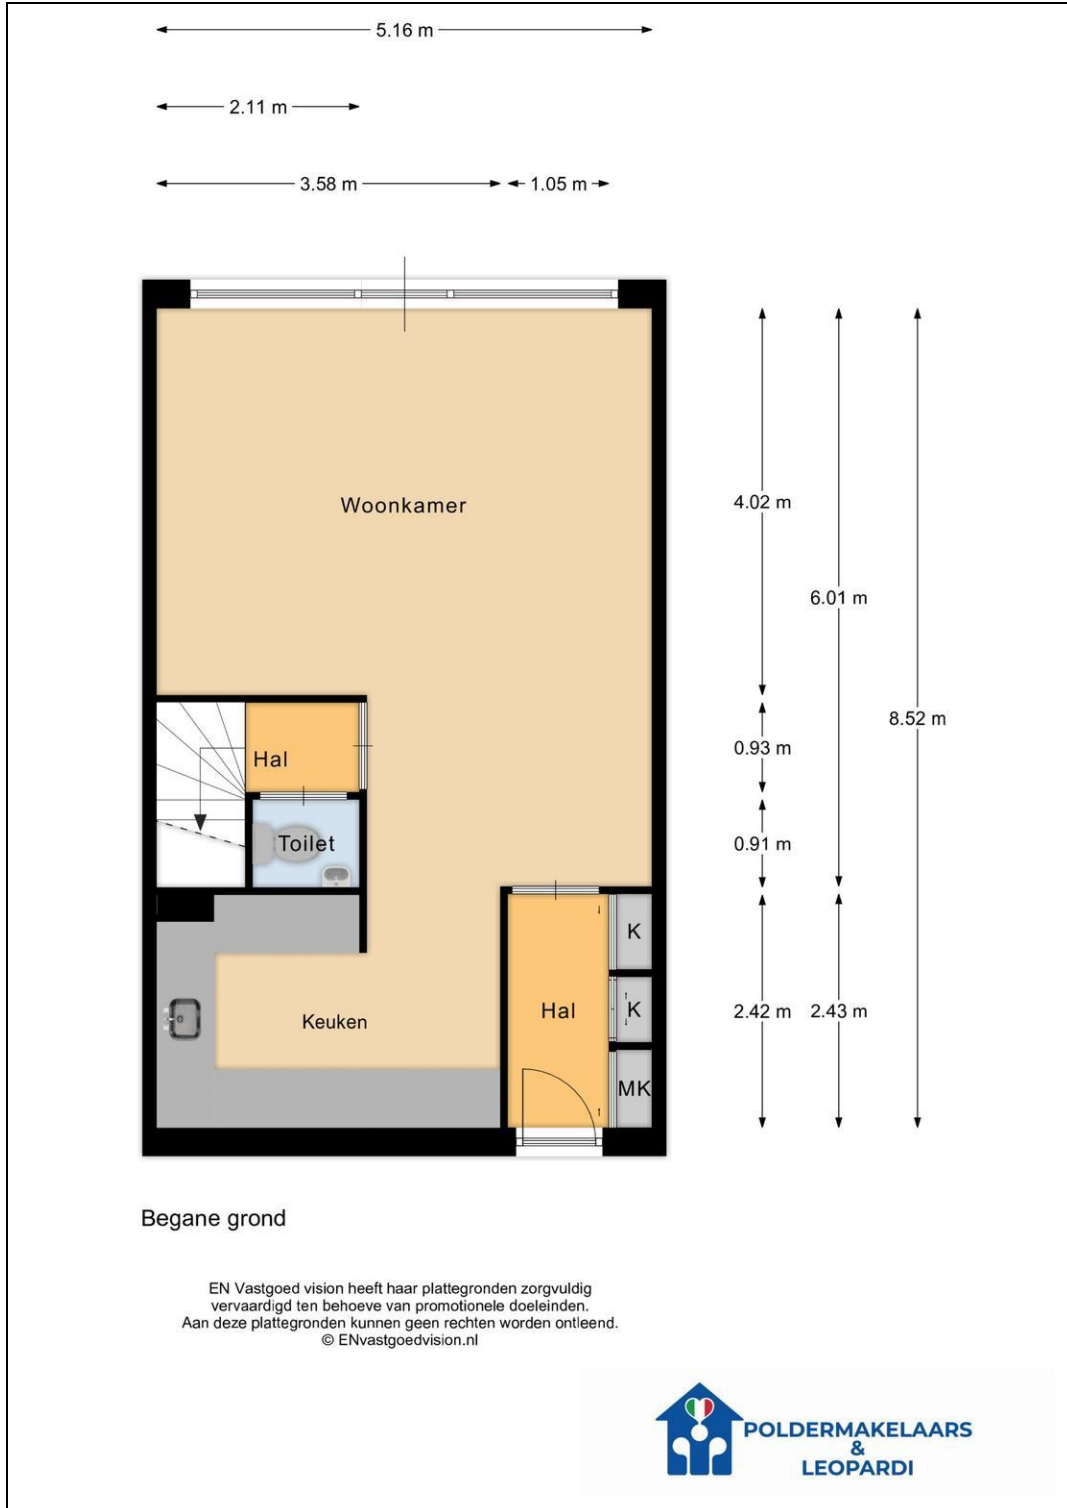 5.16 m
2.11 m
3.58 m
1.05 m
Woonkamer
4.02 m
6.01 m
8.52 m
Hal
0.93 m
Toilet
0.91 m
K
Keuken
Hal
K
2.42 m
2.43 m
MK
Begane grond
EN Vastgoed vision heeft haar plattegronden zorgvuldig
vervaardigd ten behoeve van promotionele doeleinden.
Aan deze plattegronden kunnen geen rechten worden ontleend.
© ENvastgoedvision.nl
POLDERMAKELAARS
&
LEOPARDI